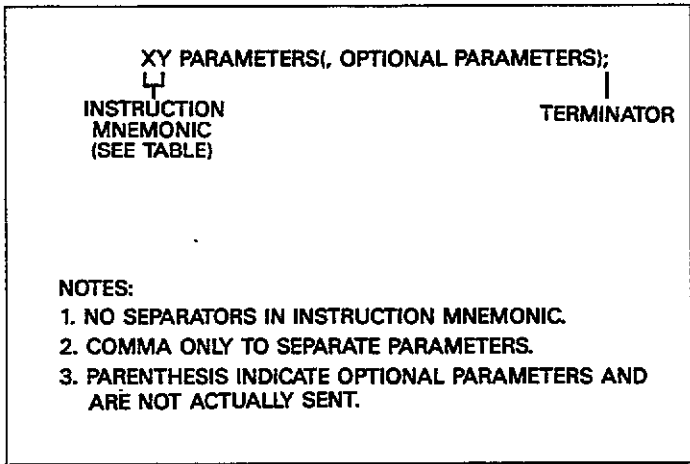 XY PARAMETERS(, OPTIONAL PARAMETERS);
INSTRUCTION
MNEMONIC
(SEE TABLE)
TERMINATOR
NOTES:
1. NO SEPARATORS IN INSTRUCTION MNEMONIC.
2. COMMA ONLY TO SEPARATE PARAMETERS.
3. PARENTHESIS INDICATE OPTIONAL PARAMETERS AND
ARE NOT ACTUALLY SENT.